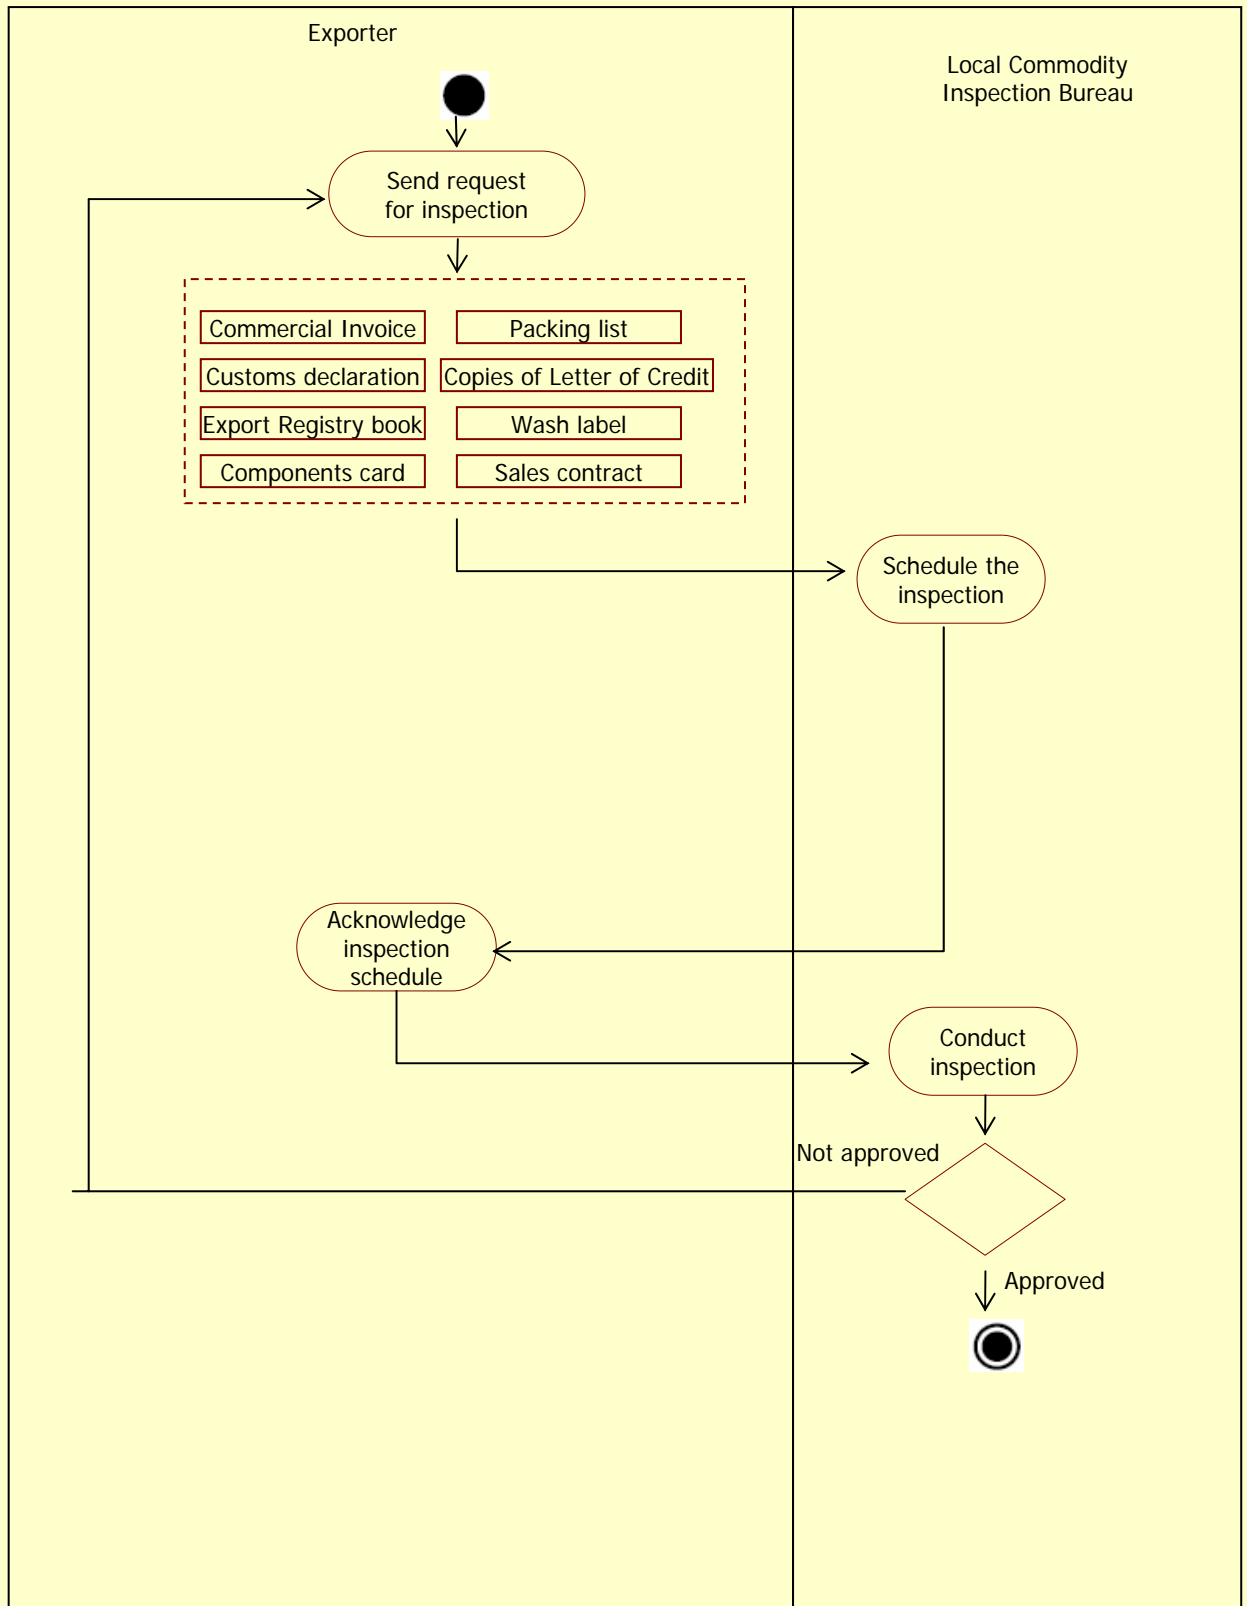 Exporter
Local Commodity
Inspection Bureau
Send request
for inspection
Commercial Invoice
Packing list
Customs declaration
Copies of Letter of Credit
Export Registry book
Wash label
Components card
Sales contract
Schedule the
inspection
Acknowledge
inspection
schedule
Conduct
inspection
Not approved
Approved